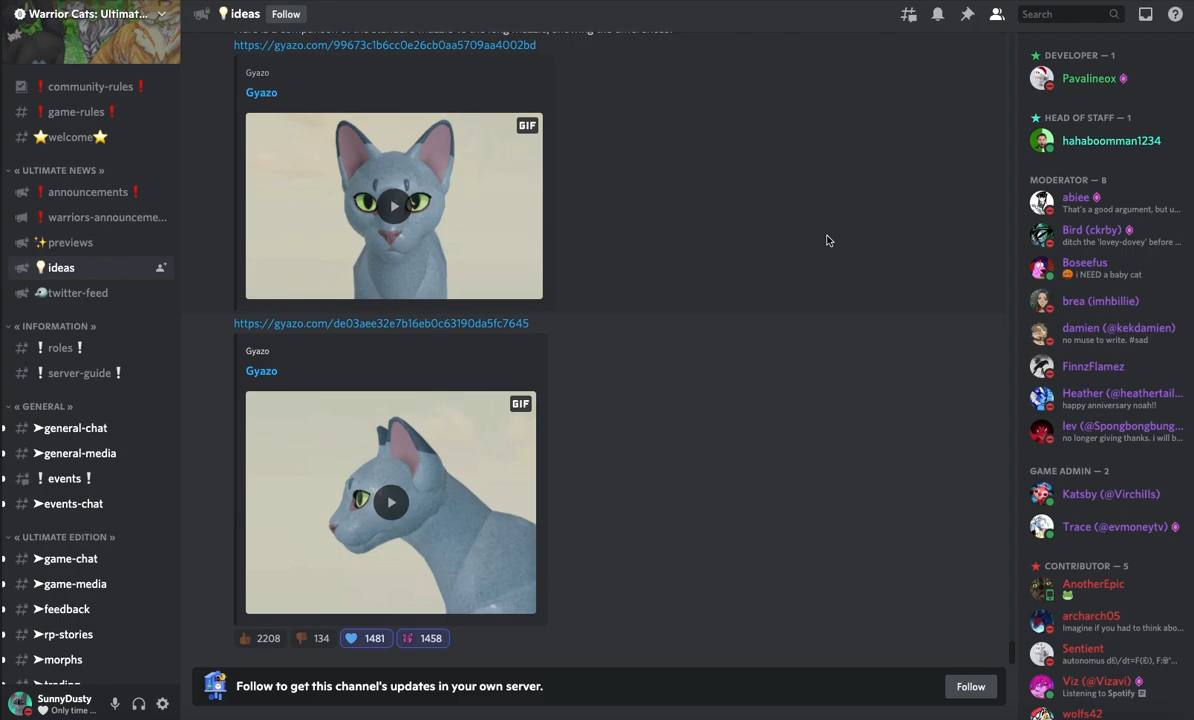 Warrior Cats: Ultimat...
community-rules
game-rules
welcome
« ULTIMATE NEWS »
announcements
warriors-announceme...
previews
ideas
twitter-feed
« INFORMATION »
roles
server-guide
« GENERAL »
➤general-chat
➤general-media
events
➤events-chat
« ULTIMATE EDITION »
➤game-chat
➤game-media
➤feedback
➤rp-stories
➤morphs
SunnyDusty
Only time ...
ideas
Follow
Search
https://gyazo.com/99673c1b6cc0e26cb0aa5709aa4002bd
Gyazo
Gyazo
GIF
https://gyazo.com/de03aee32e7b16eb0c63190da5fc7645
Gyazo
Gyazo
GIF
2208
134
1481
1458
Follow to get this channel's updates in your own server.
Follow
DEVELOPER — 1
Pavalineox
HEAD OF STAFF — 1
hahaboomman1234
MODERATOR — 8
abiee
That's a good argument, but u...
Bird (ckrby)
ditch the 'lovey-dovey' before ...
Boseefus
i NEED a baby cat
brea (imhbillie)
damien (@kekdamien)
no muse to write. #sad
FinnzFlamez
Heather (@heathertail...
happy anniversary noah!!
lev (@Spongbongbung...
no longer giving thanks. i will b...
GAME ADMIN — 2
Katsby (@Virchills)
Trace (@evmoneytv)
CONTRIBUTOR — 5
AnotherEpic
archarch05
Imagine if you had to think abo...
Sentient
Viz (@Vizavi)
Listening to Spotify
wolfs42